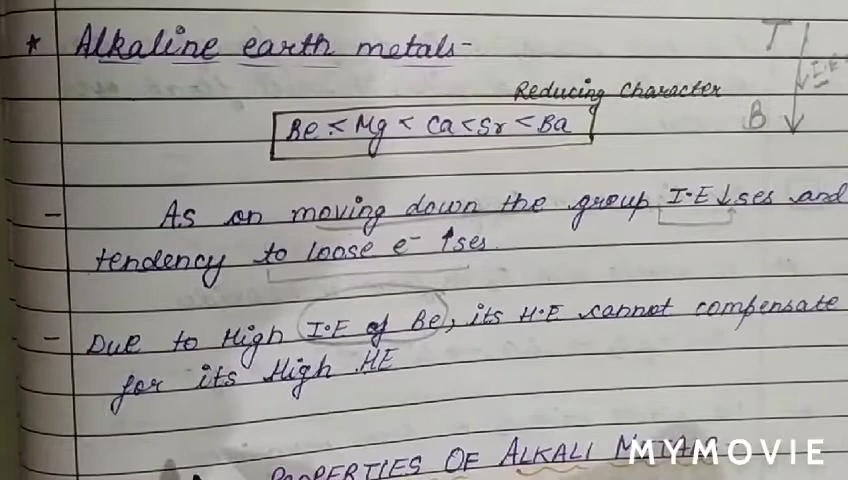 * Alkaline earth metals-
T
I.E
Reducing Character
B
Be < Mg < Ca < Sr < Ba
- As on moving down the group I.E ↓ses and
tendency to loose e⁻ ↑ses.
- Due to High I.E of Be, its H.E cannot compensate
for its High HE
PROPERTIES OF ALKALI METALS
MYMOVIE